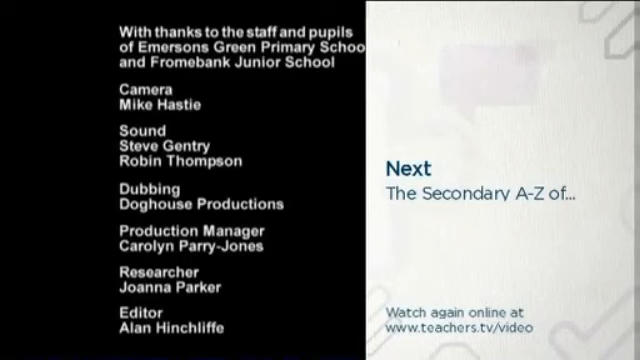 With thanks to the staff and pupils
of Emersons Green Primary Schoo
and Fromebank Junior School
Camera
Mike Hastie
Sound
Steve Gentry
Robin Thompson
Dubbing
Doghouse Productions
Production Manager
Carolyn Parry-Jones
Researcher
Joanna Parker
Editor
Alan Hinchliffe
Next
The Secondary A-Z of...
Watch again online at
www.teachers.tv/video